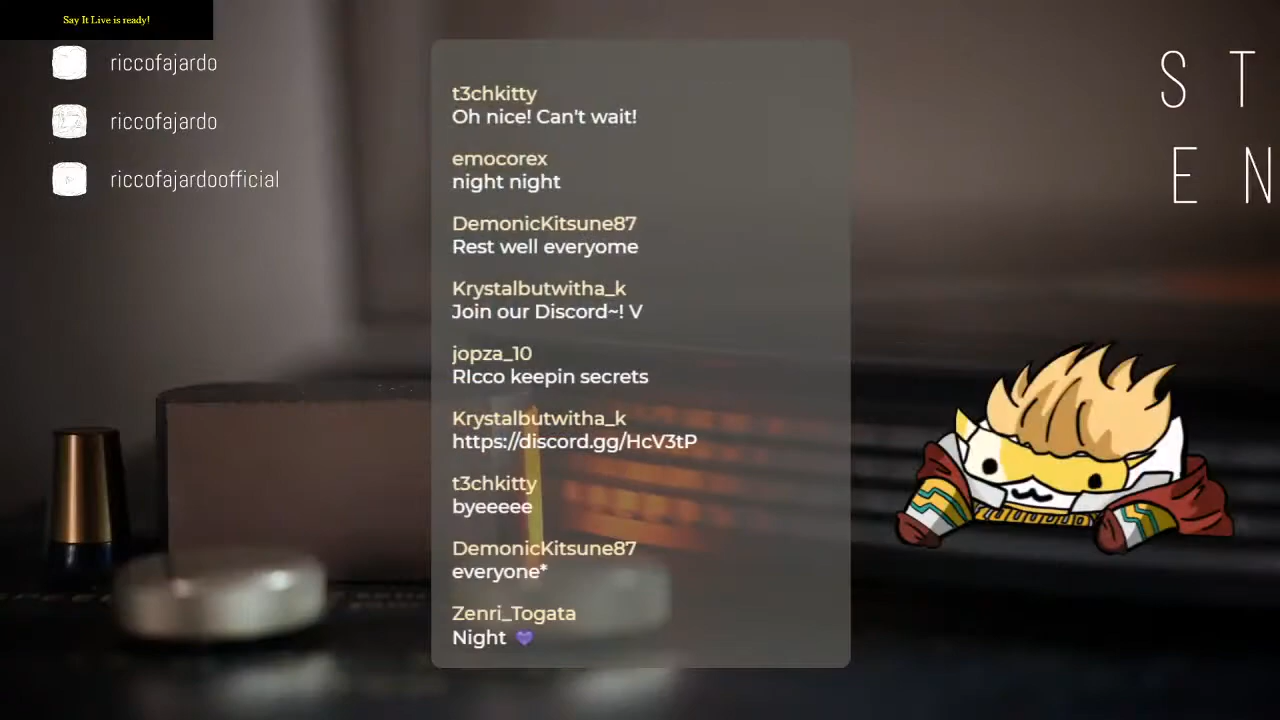 Say It Live is ready!
riccofajardo
riccofajardo
riccofajardoofficial
t3chkitty
Oh nice! Can't wait!
emocorex
night night
DemonicKitsune87
Rest well everyome
Krystalbutwitha_k
Join our Discord~! V
jopza_10
RIcco keepin secrets
Krystalbutwitha_k
https://discord.gg/HcV3tP
t3chkitty
byeeeee
DemonicKitsune87
everyone*
Zenri_Togata
Night 💜
S T
E N